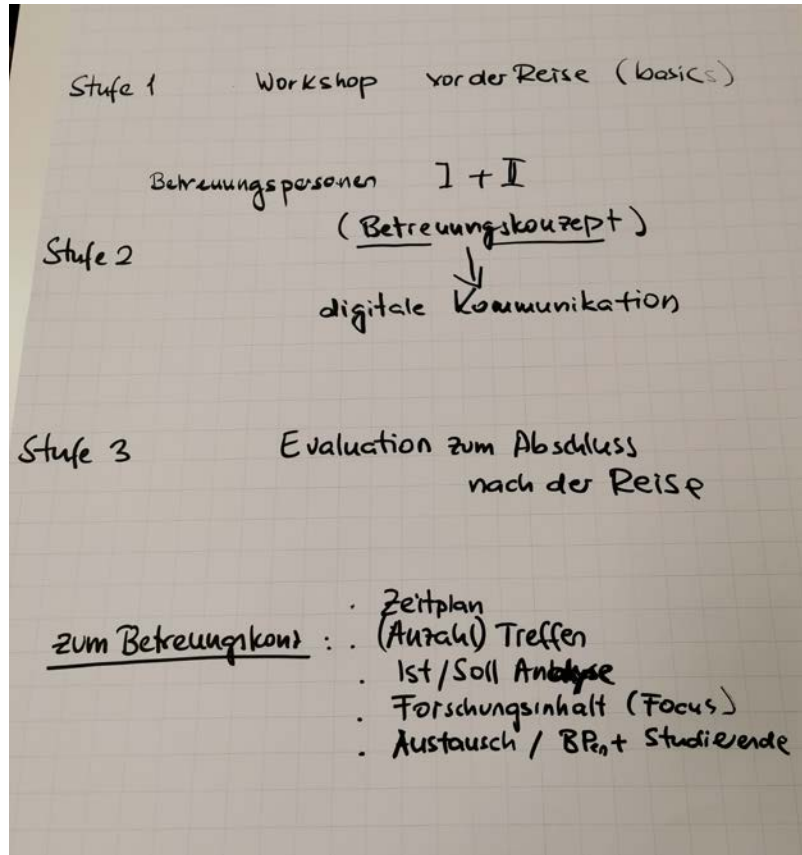 Stufe 1 Workshop vor der Reise (basics)
Betreuungspersonen I + II
(Betreuungskonzept)
Stufe 2
digitale Kommunikation
Stufe 3 Evaluation zum Abschluss
nach der Reise
· Zeitplan
zum Betreuungskonz : · (Anzahl) Treffen
· Ist/Soll Analyse
· Forschungsinhalt (Focus)
· Austausch / BPen + Studierende